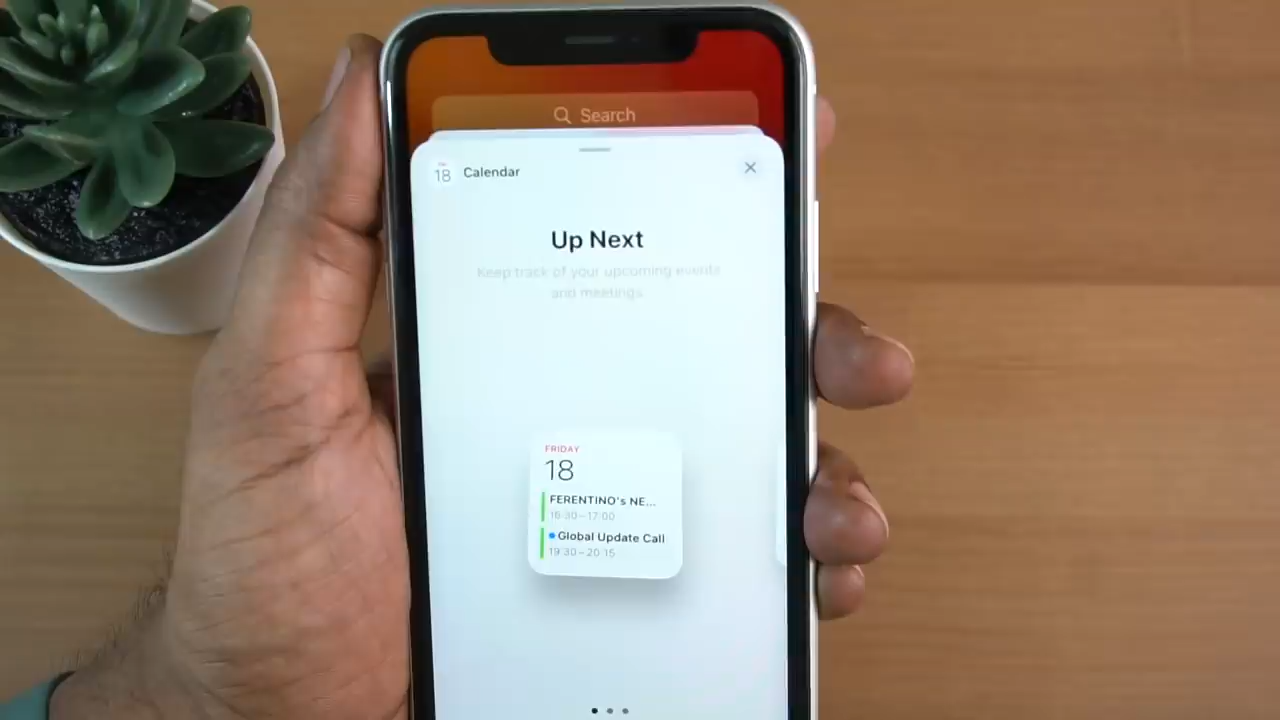 Search
18
Calendar
Up Next
Keep track of your upcoming events
and meetings.
FRIDAY
18
FERENTINO's NE...
16:30–17:00
Global Update Call
19:30–20:15